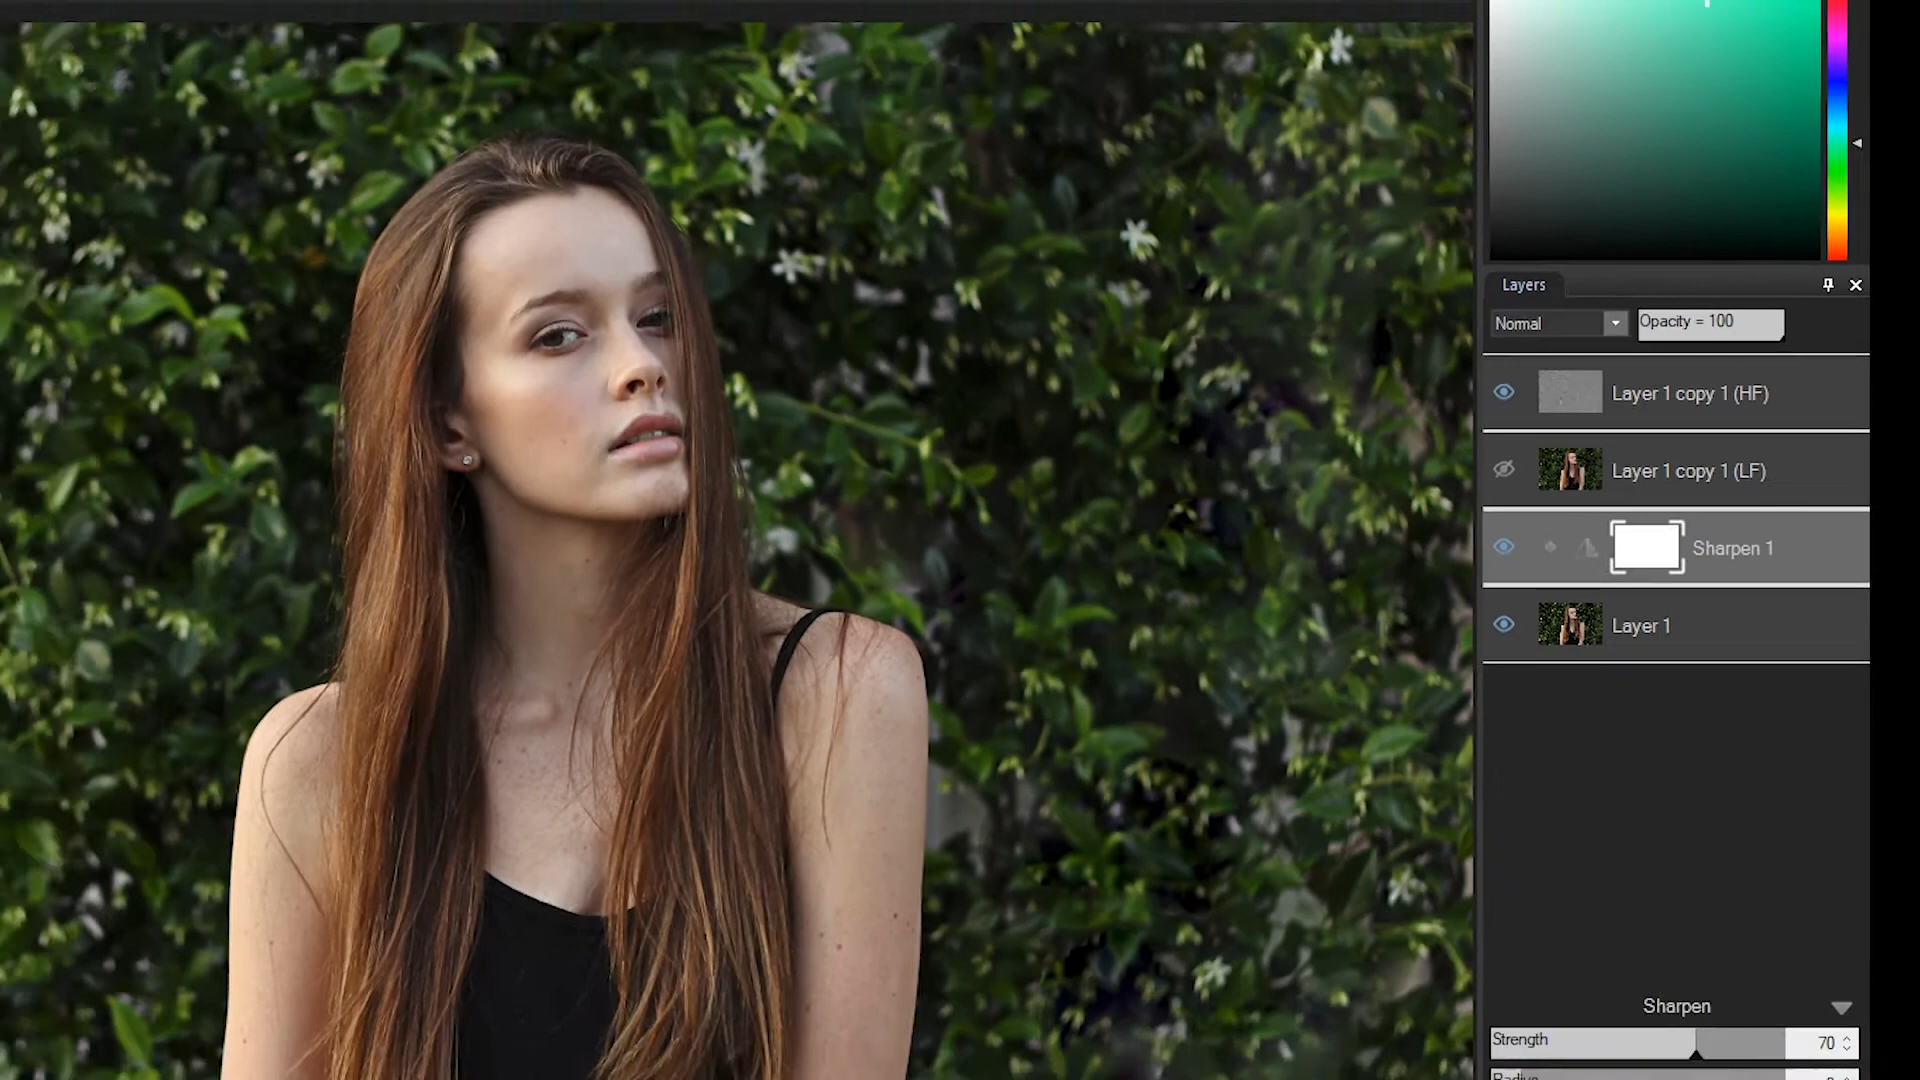 Layers
Normal
Opacity = 100
Layer 1 copy 1 (HF)
Layer 1 copy 1 (LF)
Sharpen 1
Layer 1
Sharpen
Strength 70
Radius